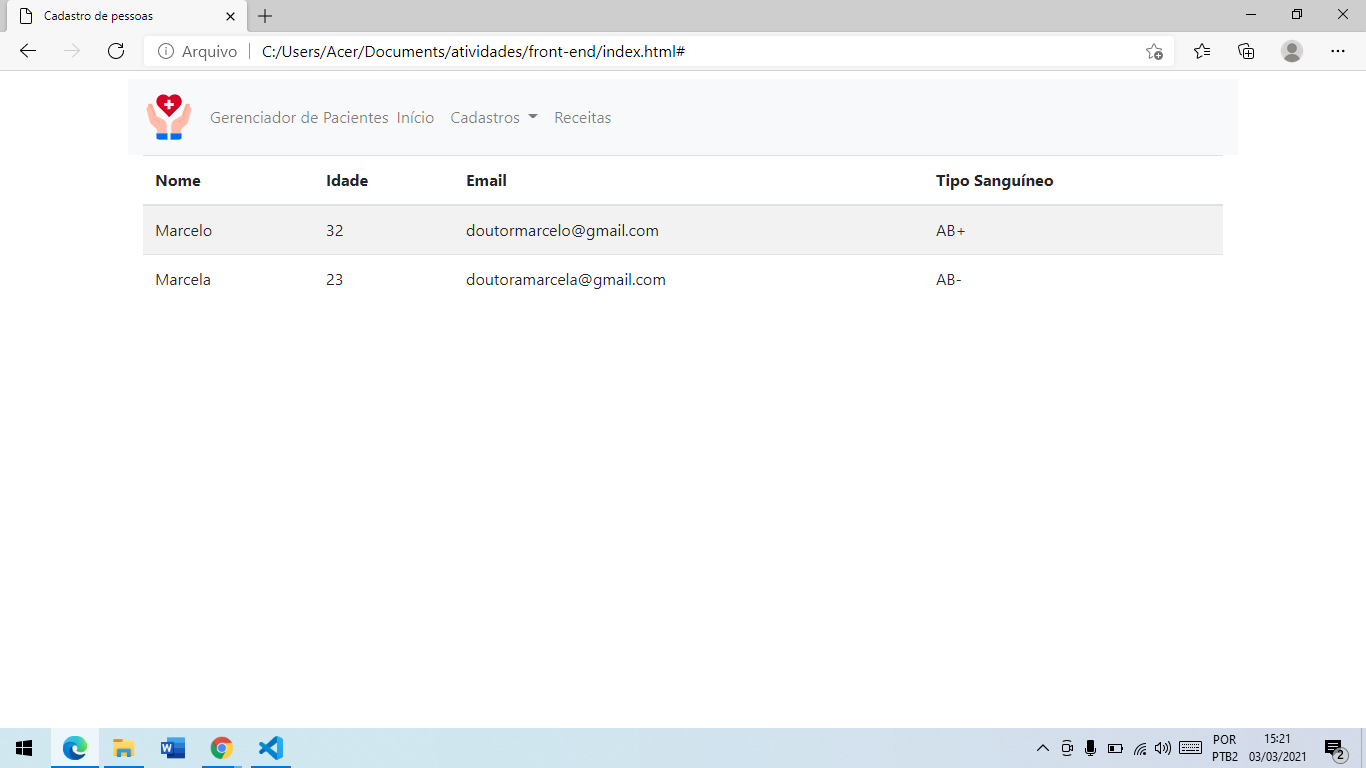 Cadastro de pessoas
Arquivo C:/Users/Acer/Documents/atividades/front-end/index.html#
Gerenciador de Pacientes Início Cadastros Receitas
Nome Idade Email Tipo Sanguíneo
Marcelo 32 doutormarcelo@gmail.com AB+
Marcela 23 doutoramarcela@gmail.com AB-
POR 15:21
PTB2 03/03/2021
2